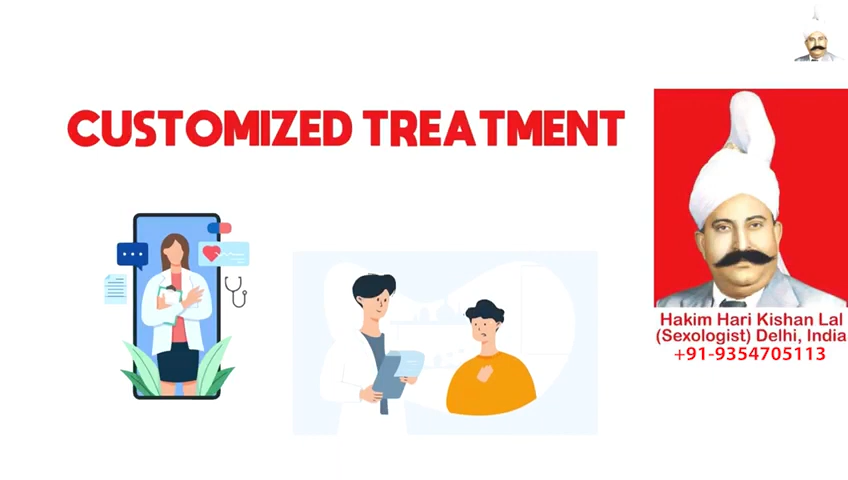 CUSTOMIZED TREATMENT
Hakim Hari Kishan Lal
(Sexologist) Delhi, India
+91-9354705113